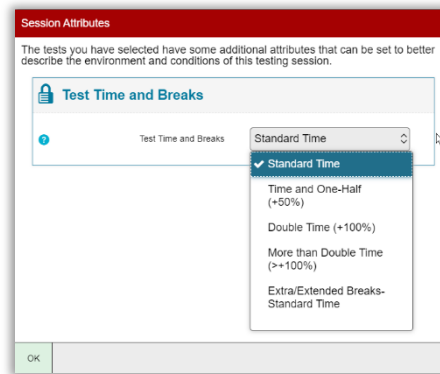 Session Attributes
The tests you have selected have some additional attributes that can be set to better
describe the environment and conditions of this testing session.
Test Time and Breaks
? Test Time and Breaks Standard Time
Standard Time
Time and One-Half
(+50%)
Double Time (+100%)
More than Double Time
(>+100%)
Extra/Extended Breaks-
Standard Time
OK